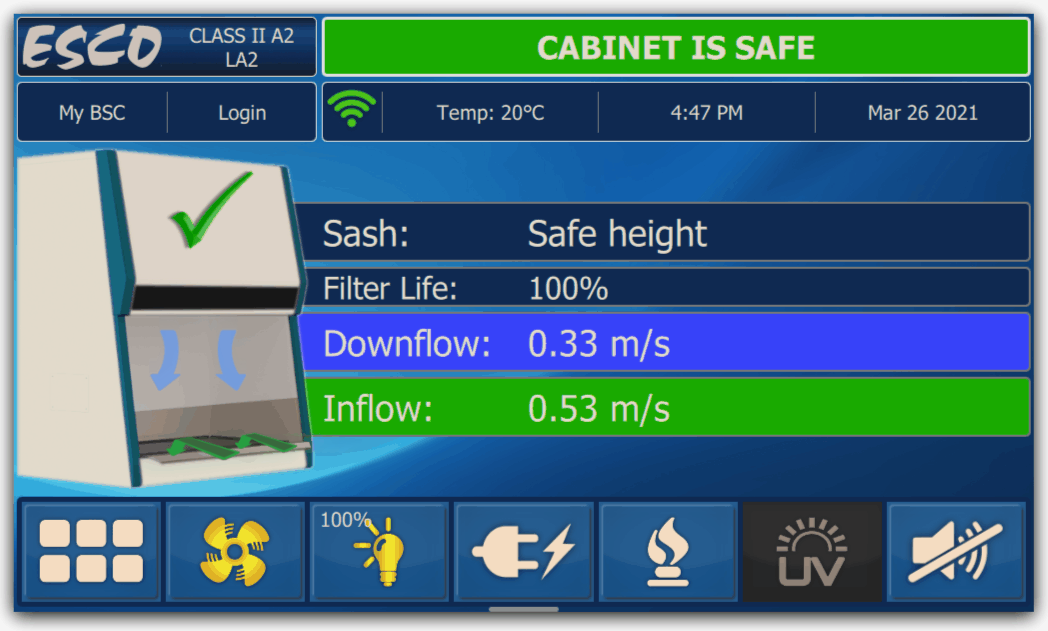 ESCO
CLASS II A2
LA2
CABINET IS SAFE
My BSC
Login
Temp: 20°C
4:47 PM
Mar 26 2021
Sash: Safe height
Filter Life: 100%
Downflow: 0.33 m/s
Inflow: 0.53 m/s
100%
UV